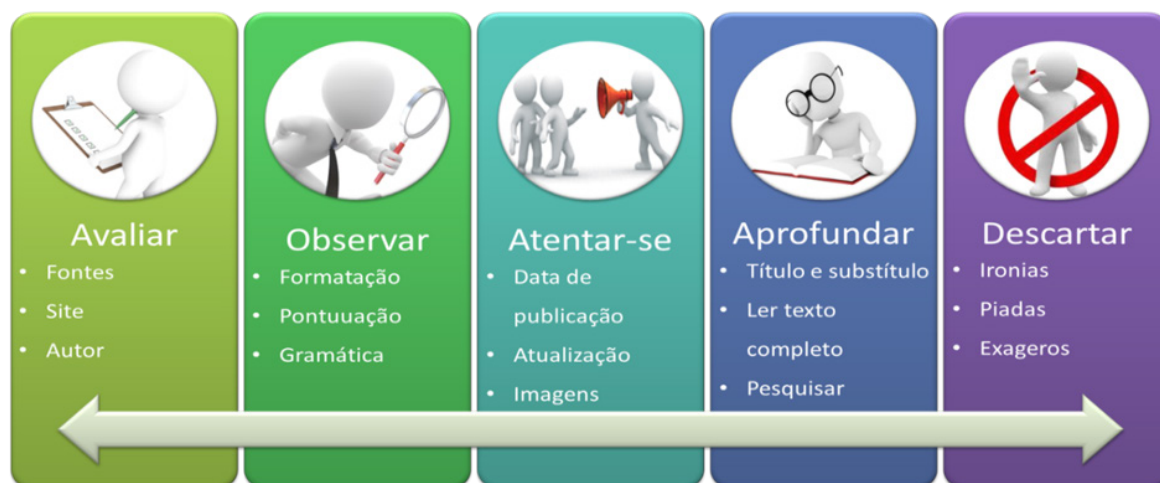 Avaliar
• Fontes
• Site
• Autor
Observar
• Formatação
• Pontuuação
• Gramática
Atentar-se
• Data de
publicação
• Atualização
• Imagens
Aprofundar
• Título e substítulo
• Ler texto
completo
• Pesquisar
Descartar
• Ironias
• Piadas
• Exageros